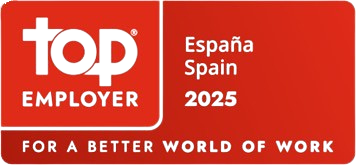 top®
EMPLOYER
España
Spain
2025
FOR A BETTER WORLD OF WORK